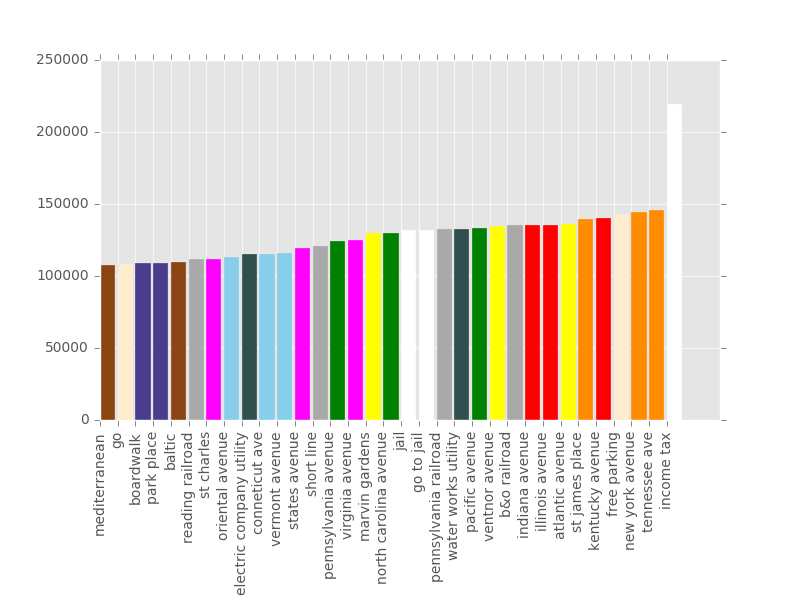 250000
200000
150000
100000
50000
0
mediterranean
go
boardwalk
park place
baltic
reading railroad
st charles
oriental avenue
electric company utility
conneticut ave
vermont avenue
states avenue
short line
pennsylvania avenue
virginia avenue
marvin gardens
north carolina avenue
jail
go to jail
pennsylvania railroad
water works utility
pacific avenue
ventnor avenue
b&o railroad
indiana avenue
illinois avenue
atlantic avenue
st james place
kentucky avenue
free parking
new york avenue
tennessee ave
income tax